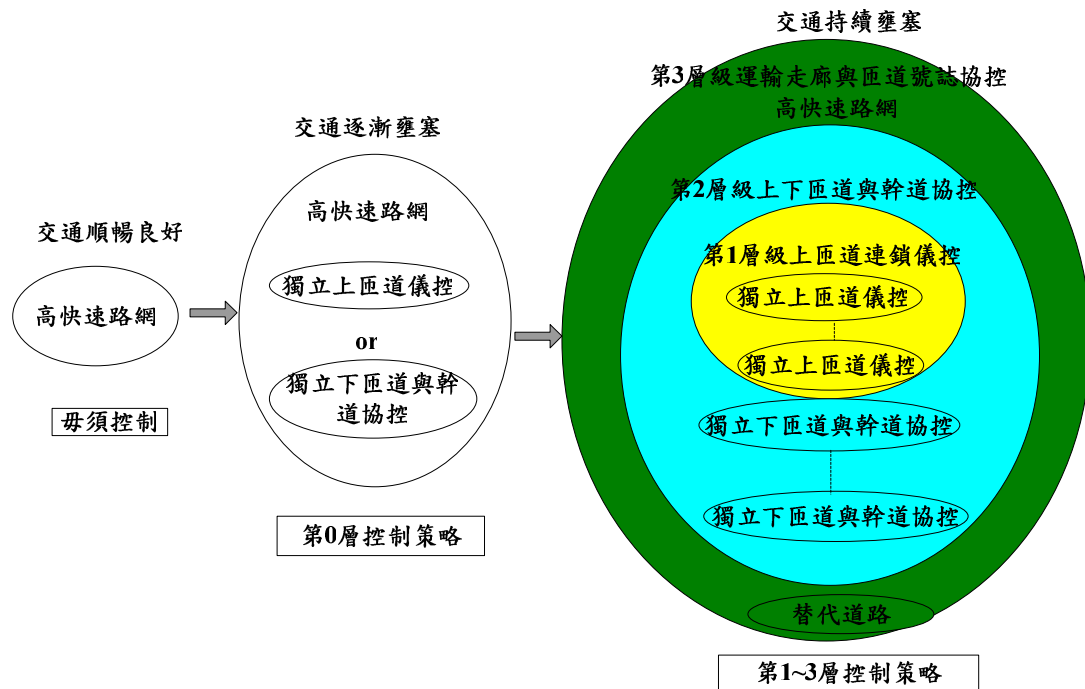 交通順暢良好
高快速路網
毋須控制
交通逐漸壅塞
高快速路網
獨立上匝道儀控
or
獨立下匝道與幹
道協控
第0層控制策略
交通持續壅塞
第3層級運輸走廊與匝道號誌協控
高快速路網
第2層級上下匝道與幹道協控
第1層級上匝道連鎖儀控
獨立上匝道儀控
獨立上匝道儀控
獨立下匝道與幹道協控
獨立下匝道與幹道協控
替代道路
第1~3層控制策略